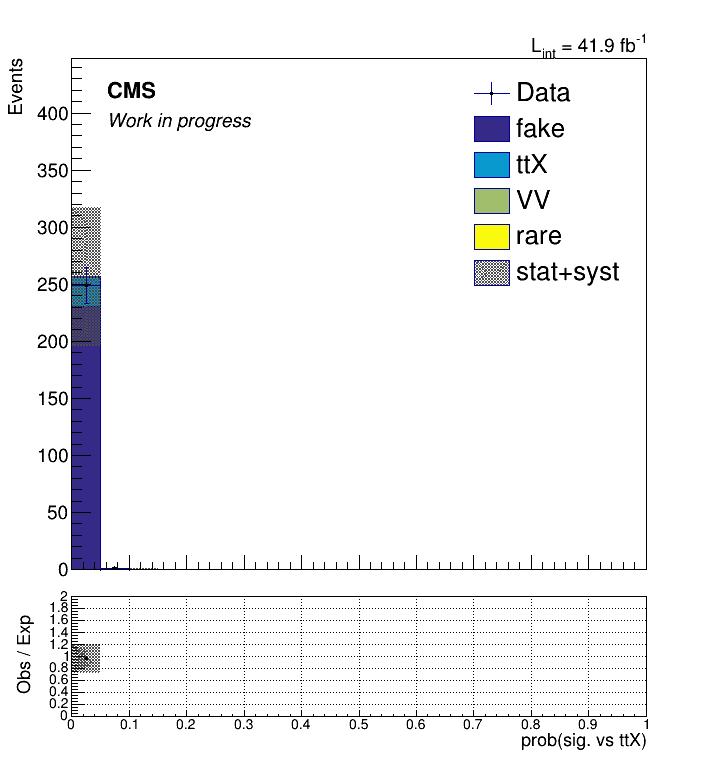 L_int = 41.9 fb^-1
Events
CMS
Work in progress
Data
fake
ttX
VV
rare
stat+syst
400
350
300
250
200
150
100
50
0
Obs / Exp
2
1.8
1.6
1.4
1.2
1
0.8
0.6
0.4
0.2
0
0 0.1 0.2 0.3 0.4 0.5 0.6 0.7 0.8 0.9 1
prob(sig. vs ttX)